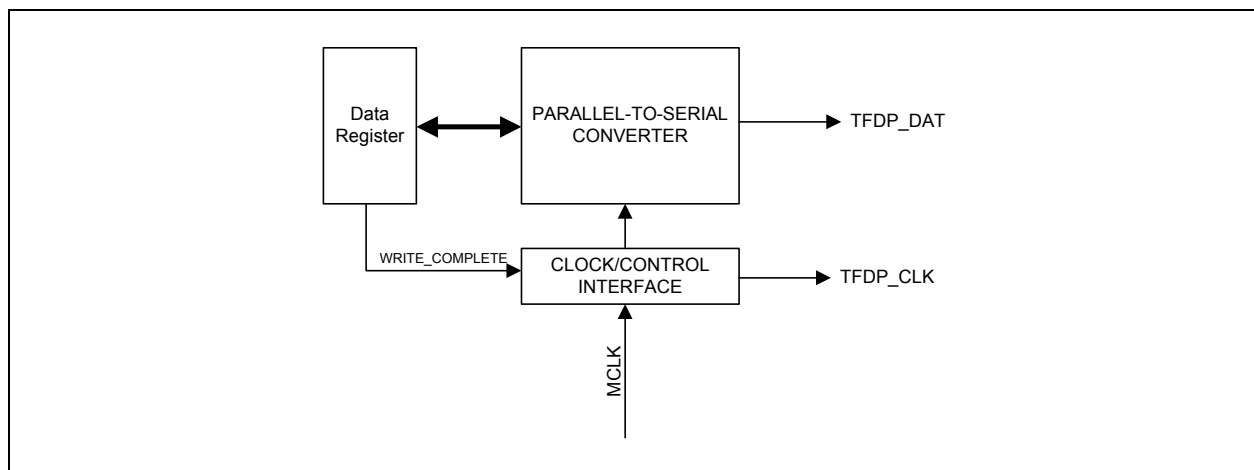 Data
Register
PARALLEL-TO-SERIAL
CONVERTER
TFDP_DAT
WRITE_COMPLETE
CLOCK/CONTROL
INTERFACE
TFDP_CLK
MCLK